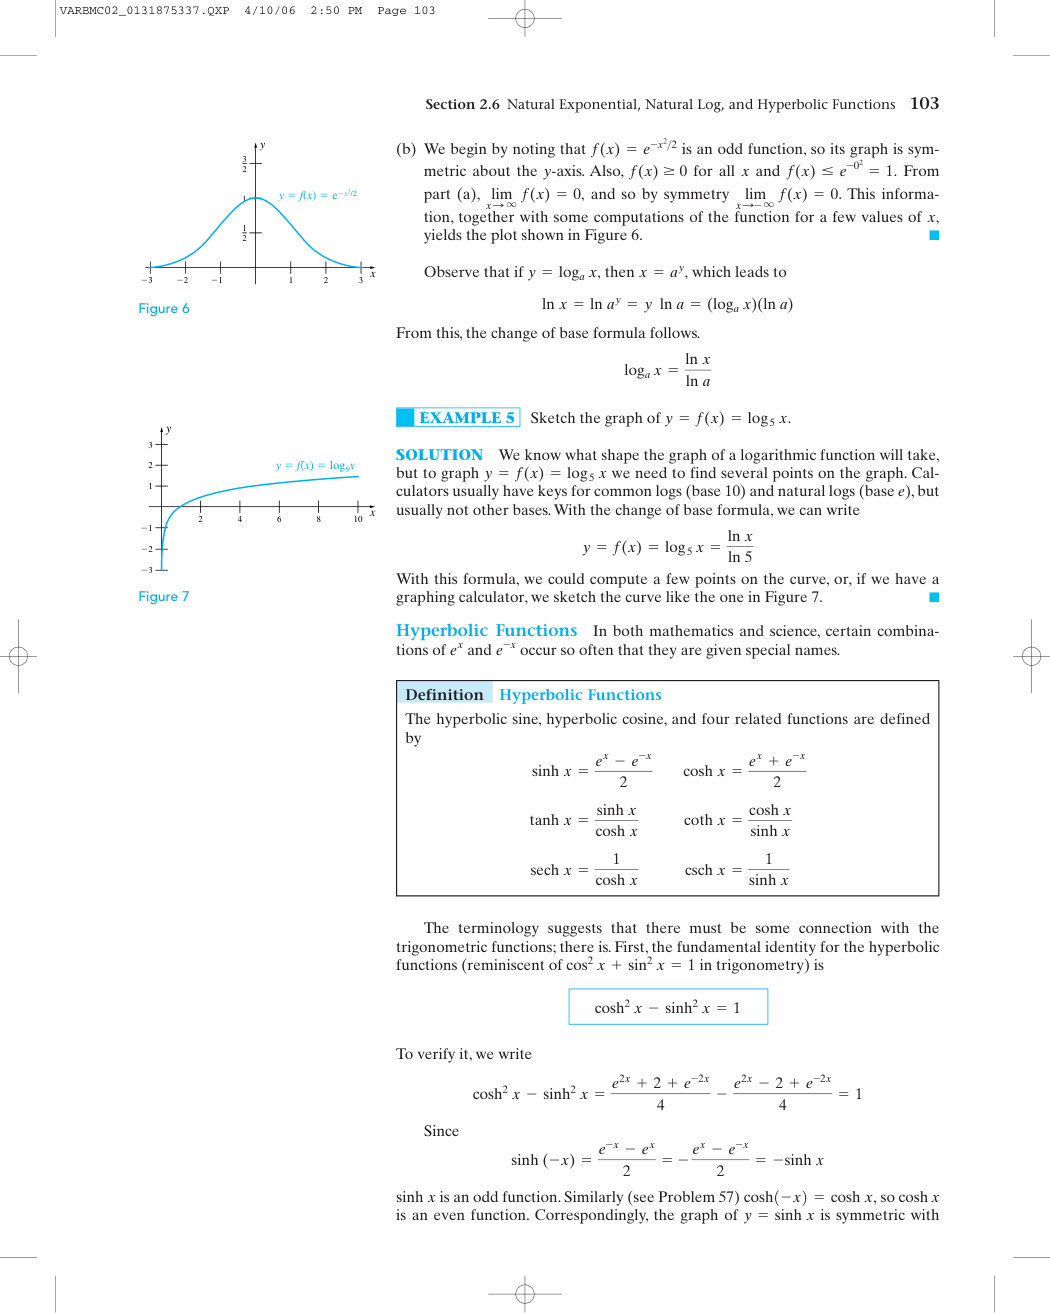 VARBMC02_0131875337.QXP 4/10/06 2:50 PM Page 103
Section 2.6 Natural Exponential, Natural Log, and Hyperbolic Functions 103
y
3/2
1
1/2
y = f(x) = e^{−x²/2}
−3 −2 −1 1 2 3 x
Figure 6
(b) We begin by noting that f(x) = e^{−x²/2} is an odd function, so its graph is sym-
metric about the y-axis. Also, f(x) ≥ 0 for all x and f(x) ≤ e^{−0²} = 1. From
part (a), lim_{x→∞} f(x) = 0, and so by symmetry lim_{x→−∞} f(x) = 0. This informa-
tion, together with some computations of the function for a few values of x,
yields the plot shown in Figure 6.
Observe that if y = logₐ x, then x = a^y, which leads to
ln x = ln a^y = y ln a = (logₐ x)(ln a)
From this, the change of base formula follows.
logₐ x = ln x / ln a
y
3
2
1
−1
−2
−3
y = f(x) = log₅x
2 4 6 8 10 x
Figure 7
EXAMPLE 5 Sketch the graph of y = f(x) = log₅ x.
SOLUTION We know what shape the graph of a logarithmic function will take,
but to graph y = f(x) = log₅ x we need to find several points on the graph. Cal-
culators usually have keys for common logs (base 10) and natural logs (base e), but
usually not other bases. With the change of base formula, we can write
y = f(x) = log₅ x = ln x / ln 5
With this formula, we could compute a few points on the curve, or, if we have a
graphing calculator, we sketch the curve like the one in Figure 7.
Hyperbolic Functions In both mathematics and science, certain combina-
tions of e^x and e^{−x} occur so often that they are given special names.
Definition Hyperbolic Functions
The hyperbolic sine, hyperbolic cosine, and four related functions are defined
by
sinh x = (e^x − e^{−x}) / 2 cosh x = (e^x + e^{−x}) / 2
tanh x = sinh x / cosh x coth x = cosh x / sinh x
sech x = 1 / cosh x csch x = 1 / sinh x
The terminology suggests that there must be some connection with the
trigonometric functions; there is. First, the fundamental identity for the hyperbolic
functions (reminiscent of cos² x + sin² x = 1 in trigonometry) is
cosh² x − sinh² x = 1
To verify it, we write
cosh² x − sinh² x = (e^{2x} + 2 + e^{−2x}) / 4 − (e^{2x} − 2 + e^{−2x}) / 4 = 1
Since
sinh (−x) = (e^{−x} − e^x) / 2 = −(e^x − e^{−x}) / 2 = −sinh x
sinh x is an odd function. Similarly (see Problem 57) cosh(−x) = cosh x, so cosh x
is an even function. Correspondingly, the graph of y = sinh x is symmetric with